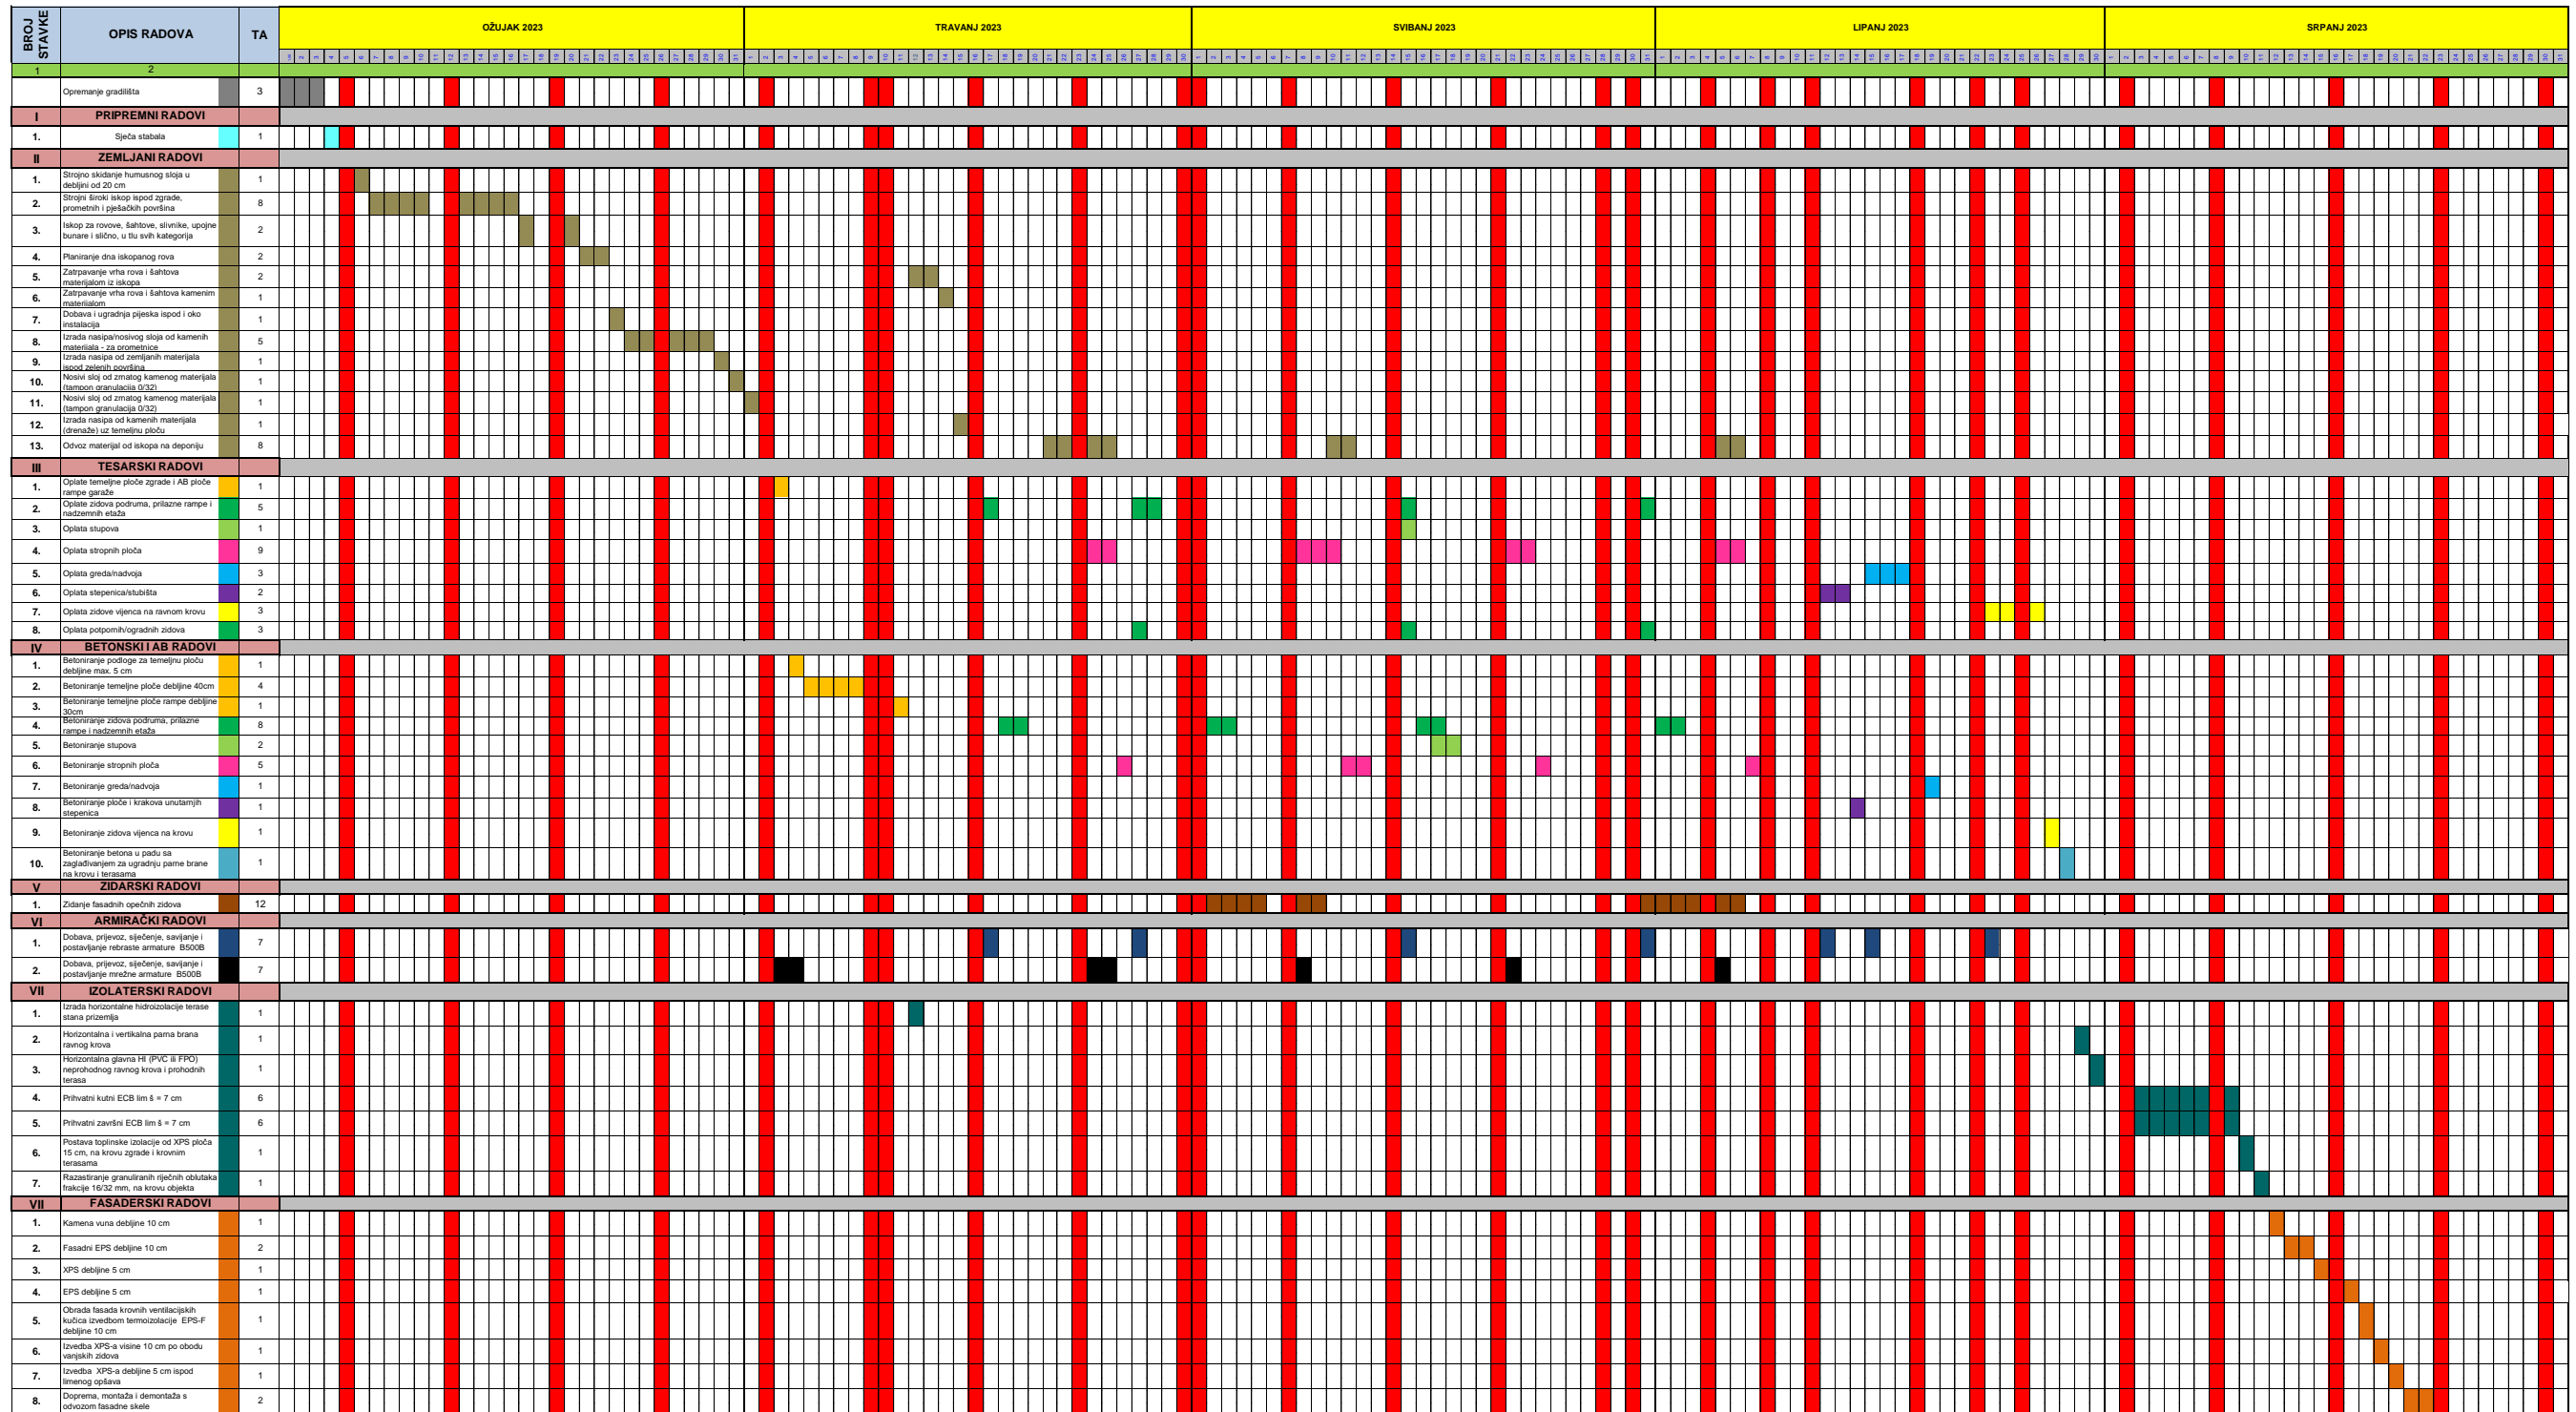 BROJ STAVKE OPIS RADOVA TA OŽUJAK 2023 TRAVANJ 2023 SVIBANJ 2023 LIPANJ 2023 SRPANJ 2023
1 2
Opremanje gradilišta 3
I PRIPREMNI RADOVI
1. Sječa stabala 1
II ZEMLJANI RADOVI
1. Strojno skidanje humusnog sloja u
debljini od 20 cm 1
2. Strojni široki iskop ispod zgrade,
prometnih i pješačkih površina 8
3. Iskop za rovove, šahtove, slivnike, upojne
bunare i slično, u tlu svih kategorija 2
4. Planiranje dna iskopanog rova 2
5. Zatrpavanje vrha rova i šahtova
materijalom iz iskopa 2
6. Zatrpavanje vrha rova i šahtova kamenim
materijalom 1
7. Dobava i ugradnja pijeska ispod i oko
instalacija 1
8. Izrada nasipa/nosivog sloja od kamenih
materijala - za prometnice 5
9. Izrada nasipa od zemljanih materijala
ispod zelenih površina 1
10. Nosivi sloj od zrnatog kamenog materijala
(tampon granulacija 0/32) 1
11. Nosivi sloj od zrnatog kamenog materijala
(tampon granulacija 0/32) 1
12. Izrada nasipa od kamenih materijala
(drenaže) uz temeljnu ploču 1
13. Odvoz materijal od iskopa na deponiju 8
III TESARSKI RADOVI
1. Oplate temeljne ploče zgrade i AB ploče
rampe garaže 1
2. Oplate zidova podruma, prilazne rampe i
nadzemnih etaža 5
3. Oplata stupova 1
4. Oplata stropnih ploča 9
5. Oplata greda/nadvoja 3
6. Oplata stepenica/stubišta 2
7. Oplata zidove vijenca na ravnom krovu 3
8. Oplata potpornih/ogradnih zidova 3
IV BETONSKI I AB RADOVI
1. Betoniranje podloge za temeljnu ploču
debljine max. 5 cm 1
2. Betoniranje temeljne ploče debljine 40cm 4
3. Betoniranje temeljne ploče rampe debljine
30cm 1
4. Betoniranje zidova podruma, prilazne
rampe i nadzemnih etaža 8
5. Betoniranje stupova 2
6. Betoniranje stropnih ploča 5
7. Betoniranje greda/nadvoja 1
8. Betoniranje ploče i krakova unutarnjih
stepenica 1
9. Betoniranje zidova vijenca na krovu 1
10. Betoniranje betona u padu sa
zaglađivanjem za ugradnju parne brane
na krovu i terasama 1
V ZIDARSKI RADOVI
1. Zidanje fasadnih opečnih zidova 12
VI ARMIRAČKI RADOVI
1. Dobava, prijevoz, siječenje, savijanje i
postavljanje rebraste armature B500B 7
2. Dobava, prijevoz, siječenje, savijanje i
postavljanje mrežne armature B500B 7
VII IZOLATERSKI RADOVI
1. Izrada horizontalne hidroizolacije terase
stana prizemlja 1
2. Horizontalna i vertikalna parna brana
ravnog krova 1
3. Horizontalna glavna HI (PVC ili FPO)
neprohodnog ravnog krova i prohodnih
terasa 1
4. Prihvatni kutni ECB lim š = 7 cm 6
5. Prihvatni završni ECB lim š = 7 cm 6
6. Postava toplinske izolacije od XPS ploča
15 cm, na krovu zgrade i krovnim
terasama 1
7. Razastiranje granuliranih riječnih oblutaka
frakcije 16/32 mm, na krovu objekta 1
VII FASADERSKI RADOVI
1. Kamena vuna debljine 10 cm 1
2. Fasadni EPS debljine 10 cm 2
3. XPS debljine 5 cm 1
4. EPS debljine 5 cm 1
5. Obrada fasada krovnih ventilacijskih
kućica izvedbom termoizolacije EPS-F
debljine 10 cm 1
6. Izvedba XPS-a visine 10 cm po obodu
vanjskih zidova 1
7. Izvedba XPS-a debljine 5 cm ispod
limenog opšava 1
8. Doprema, montaža i demontaža s
odvozom fasadne skele 2